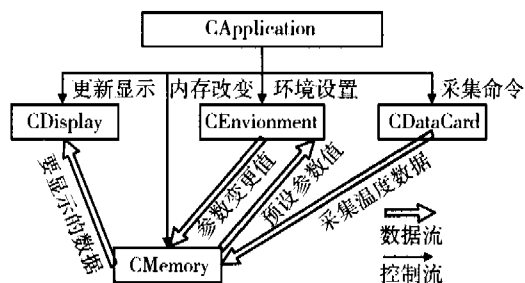 CApplication
更新显示
内存改变
环境设置
采集命令
CDisplay
CEnvionment
CDataCard
要显示的数据
参数变更值
预设参数值
采集温度数据
数据流
控制流
CMemory